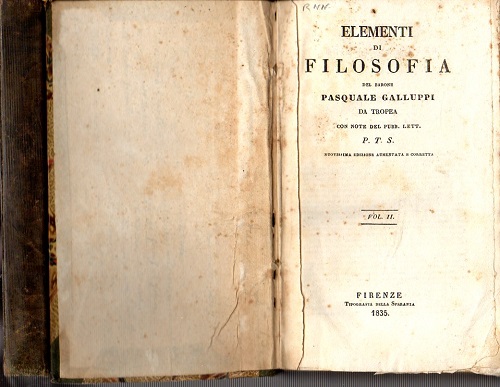 ELEMENTI
DI
FILOSOFIA
DEL BARONE
PASQUALE GALLUPPI
DA TROPEA
CON NOTE DEL PUBB. LETT.
P. T. S.
NUOVISSIMA EDIZIONE AUMENTATA E CORRETTA
VOL. II.
FIRENZE
TIPOGRAFIA DELLA SPERANZA
1835.